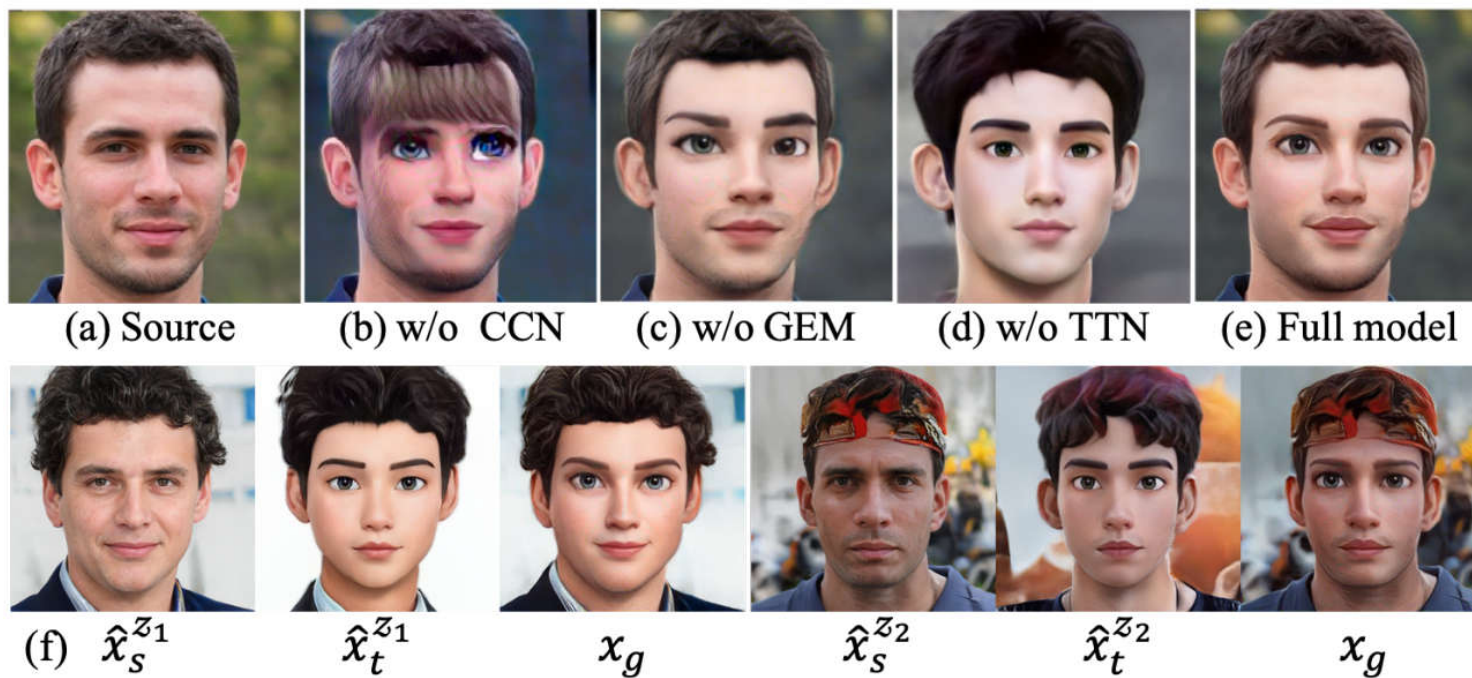 (a) Source (b) w/o CCN (c) w/o GEM (d) w/o TTN (e) Full model
(f) x̂_s^{z_1} x̂_t^{z_1} x_g x̂_s^{z_2} x̂_t^{z_2} x_g